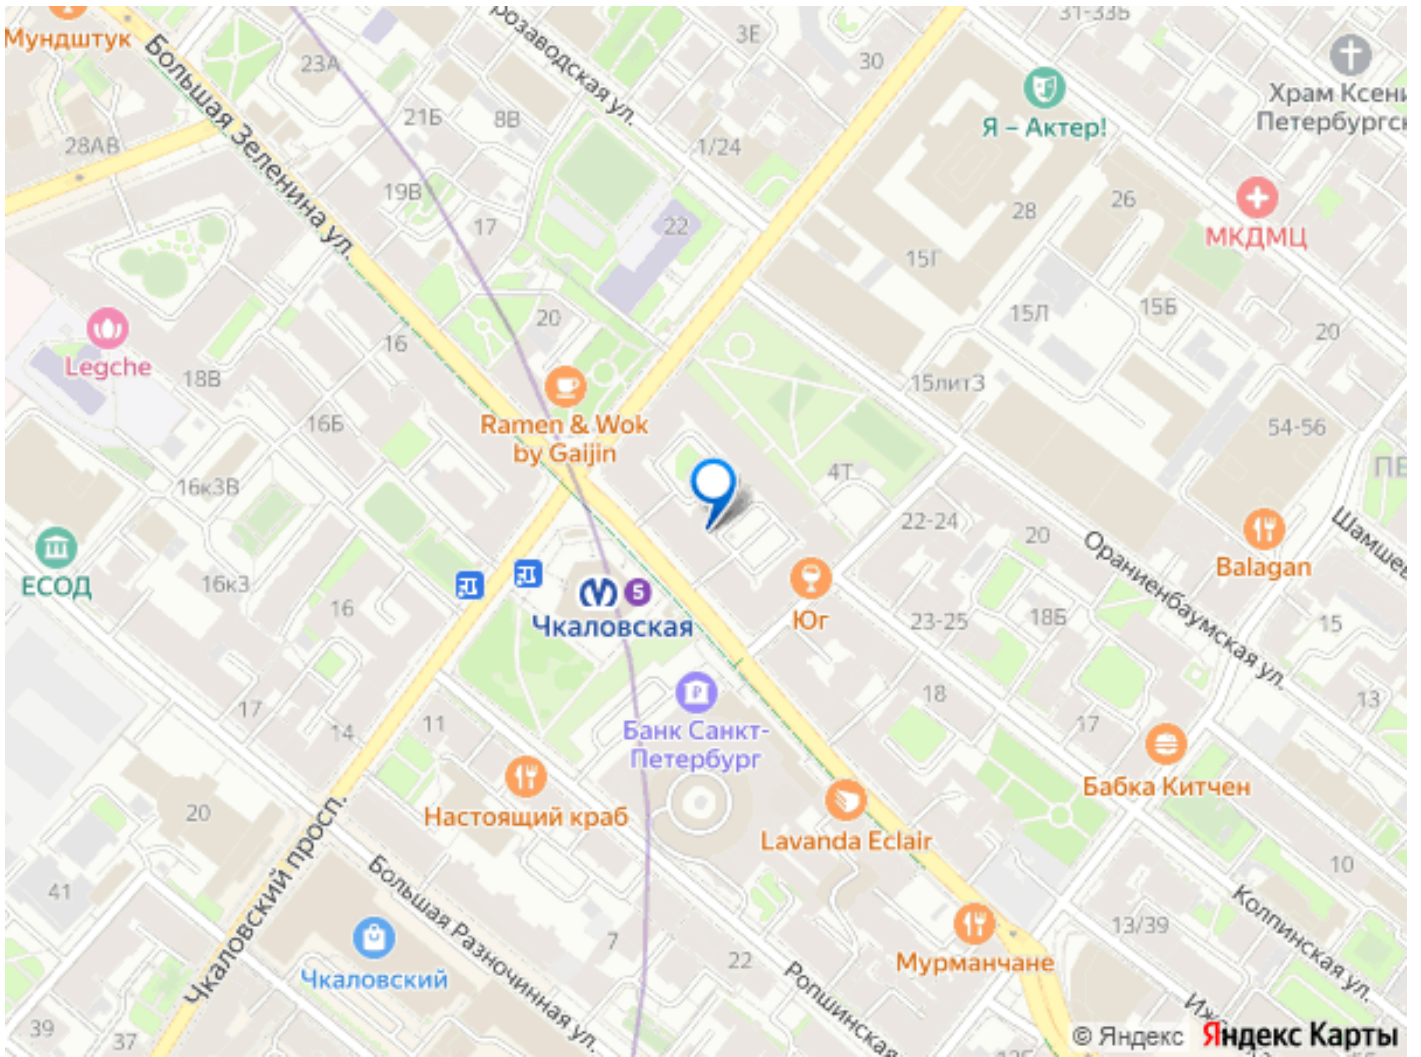 Мундштук
Большая Зеленина ул.
23А
розаводская ул.
3Е
30
31-33Б
Я – Актер!
Храм Ксени
Петербургск
28АВ
21Б
8В
1/24
19В
17
22
28
26
МКДМЦ
15Г
Legche
16
20
15Л
15Б
20
18В
16Б
Ramen & Wok
by Gaijin
15лит3
54-56
ПЕ
16к3В
4Т
22-24
20
Шамшев
ЕСОД
16к3
16
5
Чкаловская
Юг
Balagan
Ораниенбаумская ул.
23-25
18Б
15
17
14
11
Банк Санкт-
Петербург
18
17
13
Бабка Китчен
20
Настоящий краб
Lavanda Eclair
Чкаловский просп.
10
41
Большая Разночинная ул.
7
22
Мурманчане
13/39
Колпинская ул.
Чкаловский
Ропшинская
Иж
39
37
© Яндекс Яндекс Карты